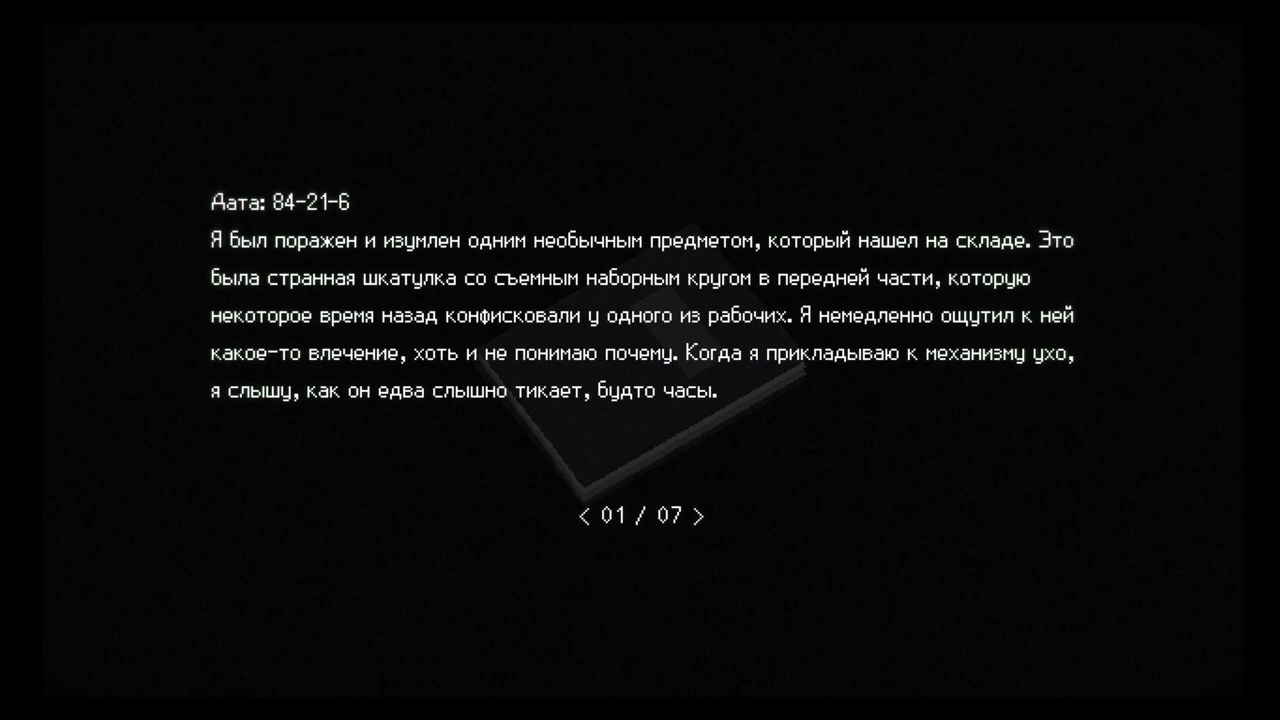 Дата: 84-21-6
Я был поражен и изумлен одним необычным предметом, который нашел на складе. Это
была странная шкатулка со съемным наборным кругом в передней части, которую
некоторое время назад конфисковали у одного из рабочих. Я немедленно ощутил к ней
какое-то влечение, хоть и не понимаю почему. Когда я прикладываю к механизму ухо,
я слышу, как он едва слышно тикает, будто часы.
< 01 / 07 >